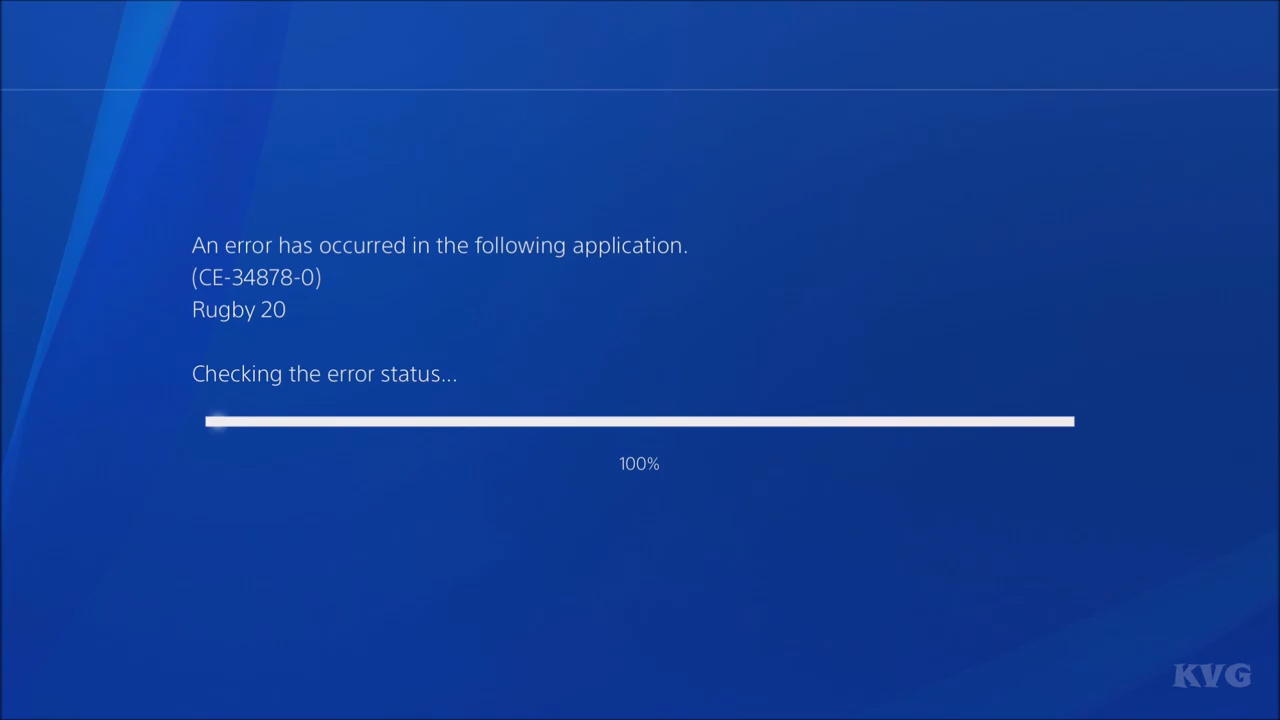 An error has occurred in the following application.
(CE-34878-0)
Rugby 20
Checking the error status...
100%
KVG